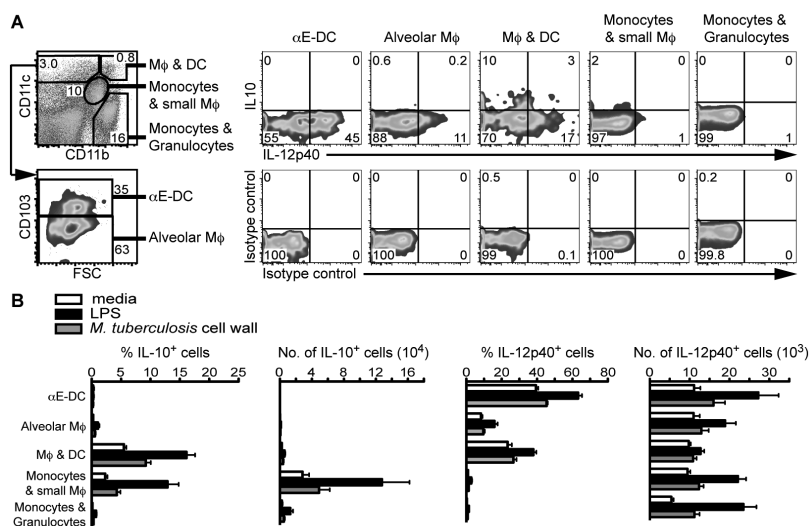 A
αE-DC
Alveolar MΦ
MΦ & DC
Monocytes
& small MΦ
Monocytes &
Granulocytes
3.0
0.8
10
16
CD11c
CD11b
MΦ & DC
Monocytes
& small MΦ
Monocytes &
Granulocytes
IL10
0 0
55 45
0.6 0.2
88 11
10 3
70 17
2 0
97 1
0 0
99 1
IL-12p40
CD103
35
63
FSC
αE-DC
Alveolar MΦ
Isotype control
0 0
100 0
0 0
100 0
0.5 0
99 0.1
0 0
100 0
0.2 0
99.8 0
Isotype control
B
media
LPS
M. tuberculosis cell wall
% IL-10+ cells
0 5 10 15 20 25
No. of IL-10+ cells (10⁴)
0 4 8 12 16
% IL-12p40+ cells
0 20 40 60 80
No. of IL-12p40+ cells (10³)
0 10 20 30
αE-DC
Alveolar MΦ
MΦ & DC
Monocytes
& small MΦ
Monocytes &
Granulocytes